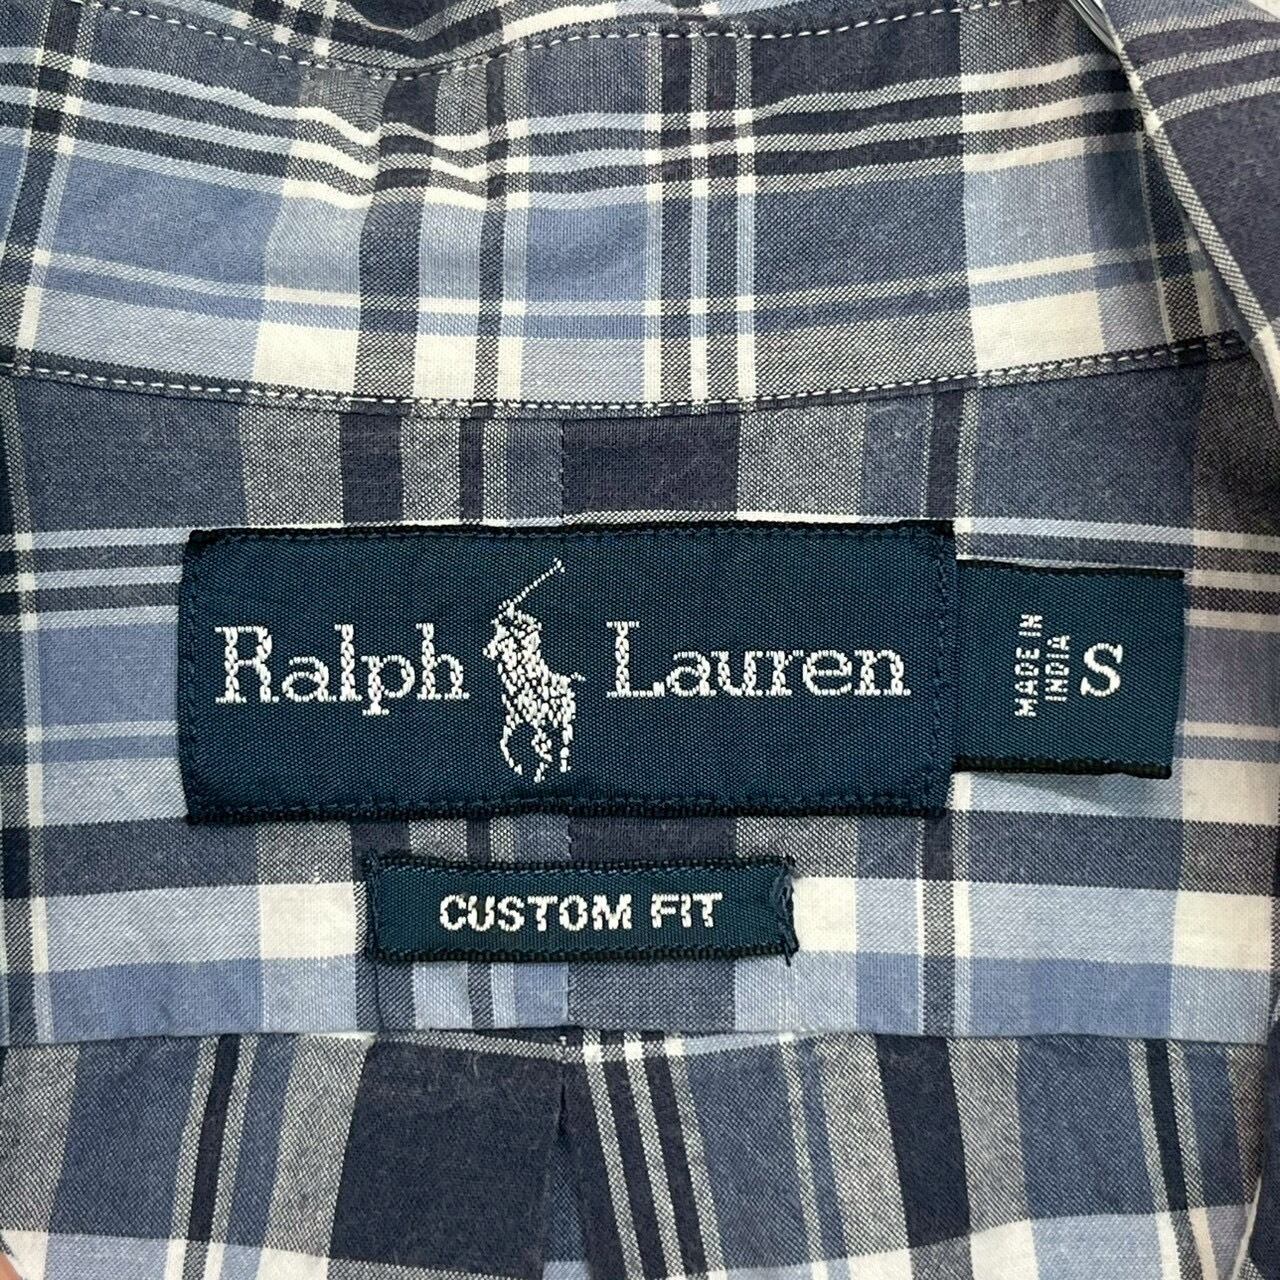 Ralph Lauren
MADE IN
INDIA
S
CUSTOM FIT